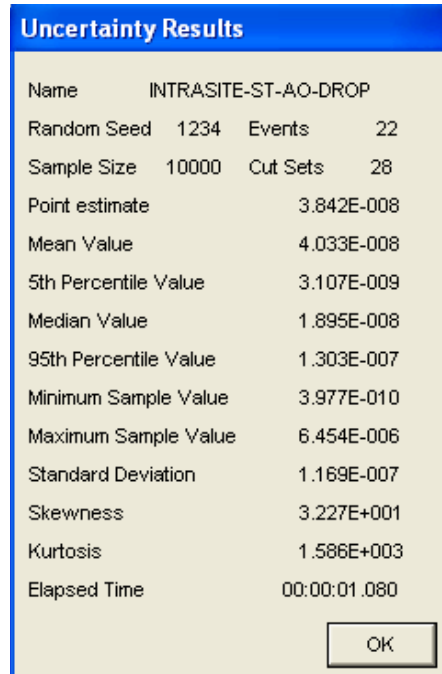 Uncertainty Results
Name INTRASITE-ST-AO-DROP
Random Seed 1234 Events 22
Sample Size 10000 Cut Sets 28
Point estimate 3.842E-008
Mean Value 4.033E-008
5th Percentile Value 3.107E-009
Median Value 1.895E-008
95th Percentile Value 1.303E-007
Minimum Sample Value 3.977E-010
Maximum Sample Value 6.454E-006
Standard Deviation 1.169E-007
Skewness 3.227E+001
Kurtosis 1.586E+003
Elapsed Time 00:00:01.080
OK